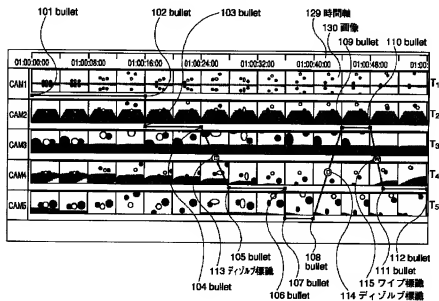 101 bullet
102 bullet
103 bullet
129 時間軸
130 画像
109 bullet
110 bullet
01:00:00:00
01:00:08:00
01:00:16:00
01:00:24:00
01:00:32:00
01:00:40:00
01:00:48:00
01:00:
CAM1
T1
CAM2
T2
CAM3
T3
CAM4
T4
CAM5
T5
105 bullet
113 ディゾルブ標識
104 bullet
106 bullet
107 bullet
108 bullet
112 bullet
111 bullet
115 ワイプ標識
114 ディゾルブ標識